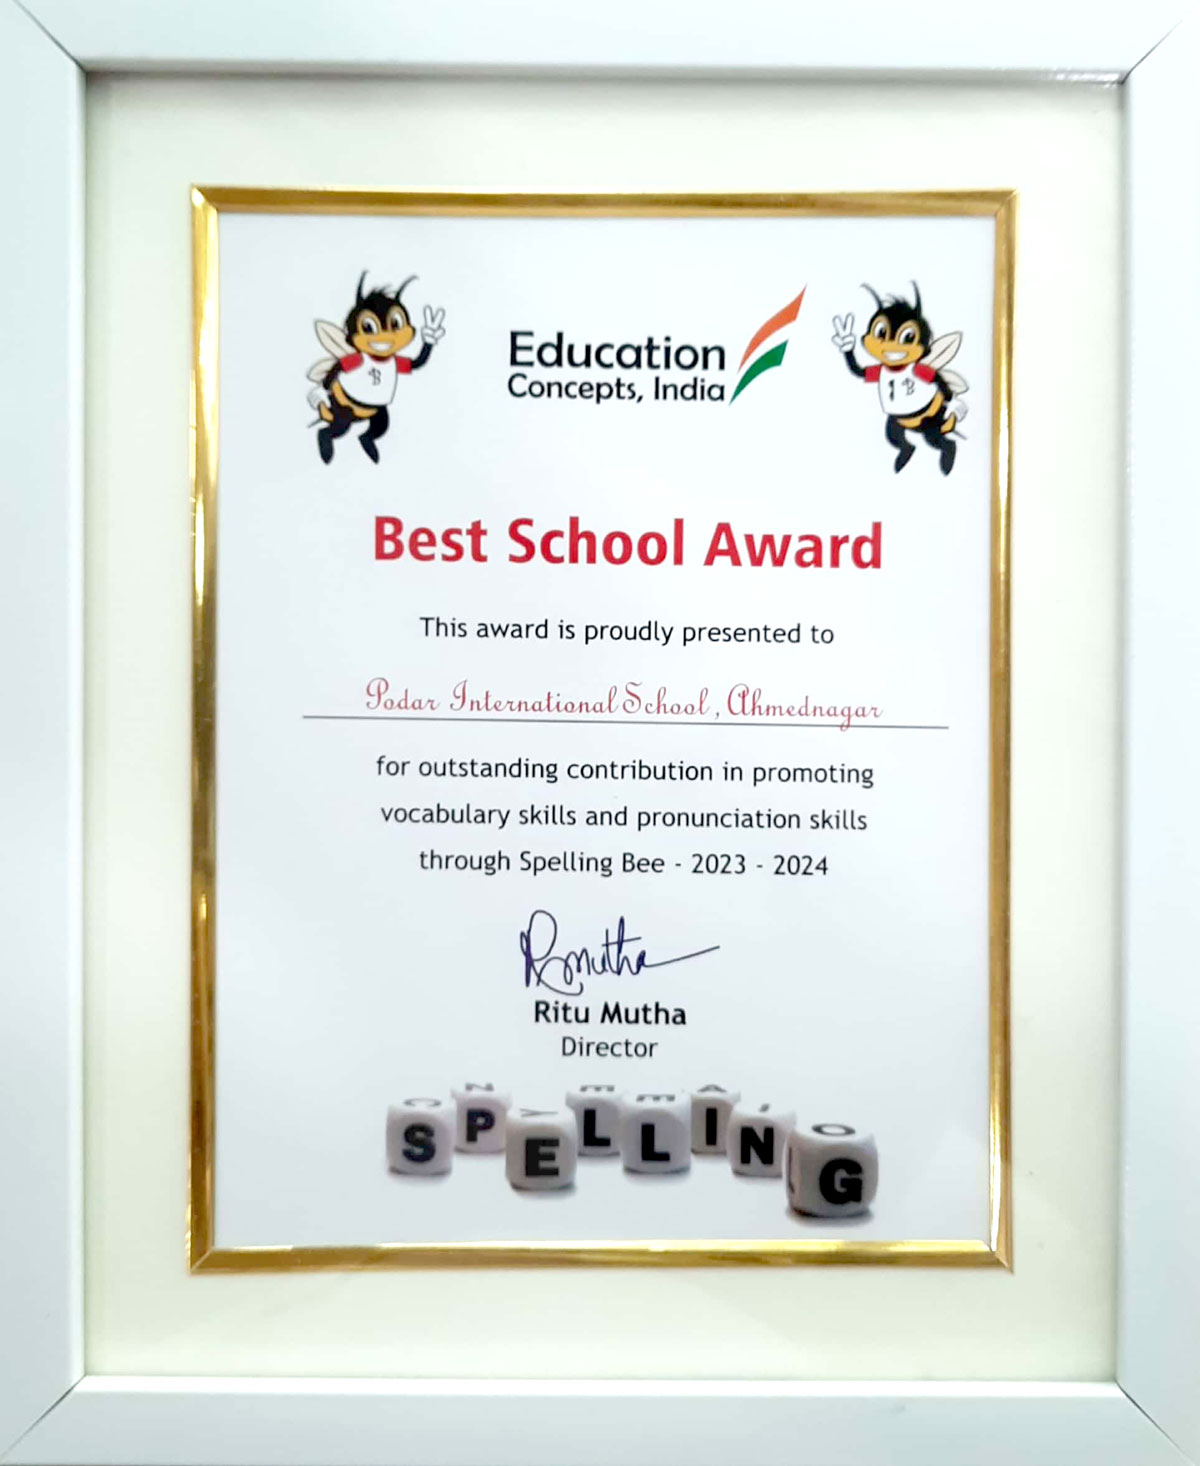 Education
Concepts, India
Best School Award
This award is proudly presented to
Podar International School, Ahmednagar
for outstanding contribution in promoting
vocabulary skills and pronunciation skills
through Spelling Bee - 2023 - 2024
RMutha
Ritu Mutha
Director
SPELLING